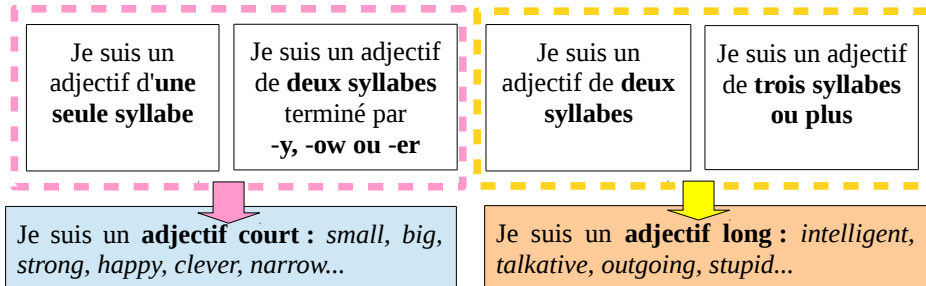 Je suis un
adjectif d'une
seule syllabe
Je suis un adjectif
de deux syllabes
terminé par
-y, -ow ou -er
Je suis un
adjectif de deux
syllabes
Je suis un adjectif
de trois syllabes
ou plus
Je suis un adjectif court : small, big,
strong, happy, clever, narrow...
Je suis un adjectif long : intelligent,
talkative, outgoing, stupid...